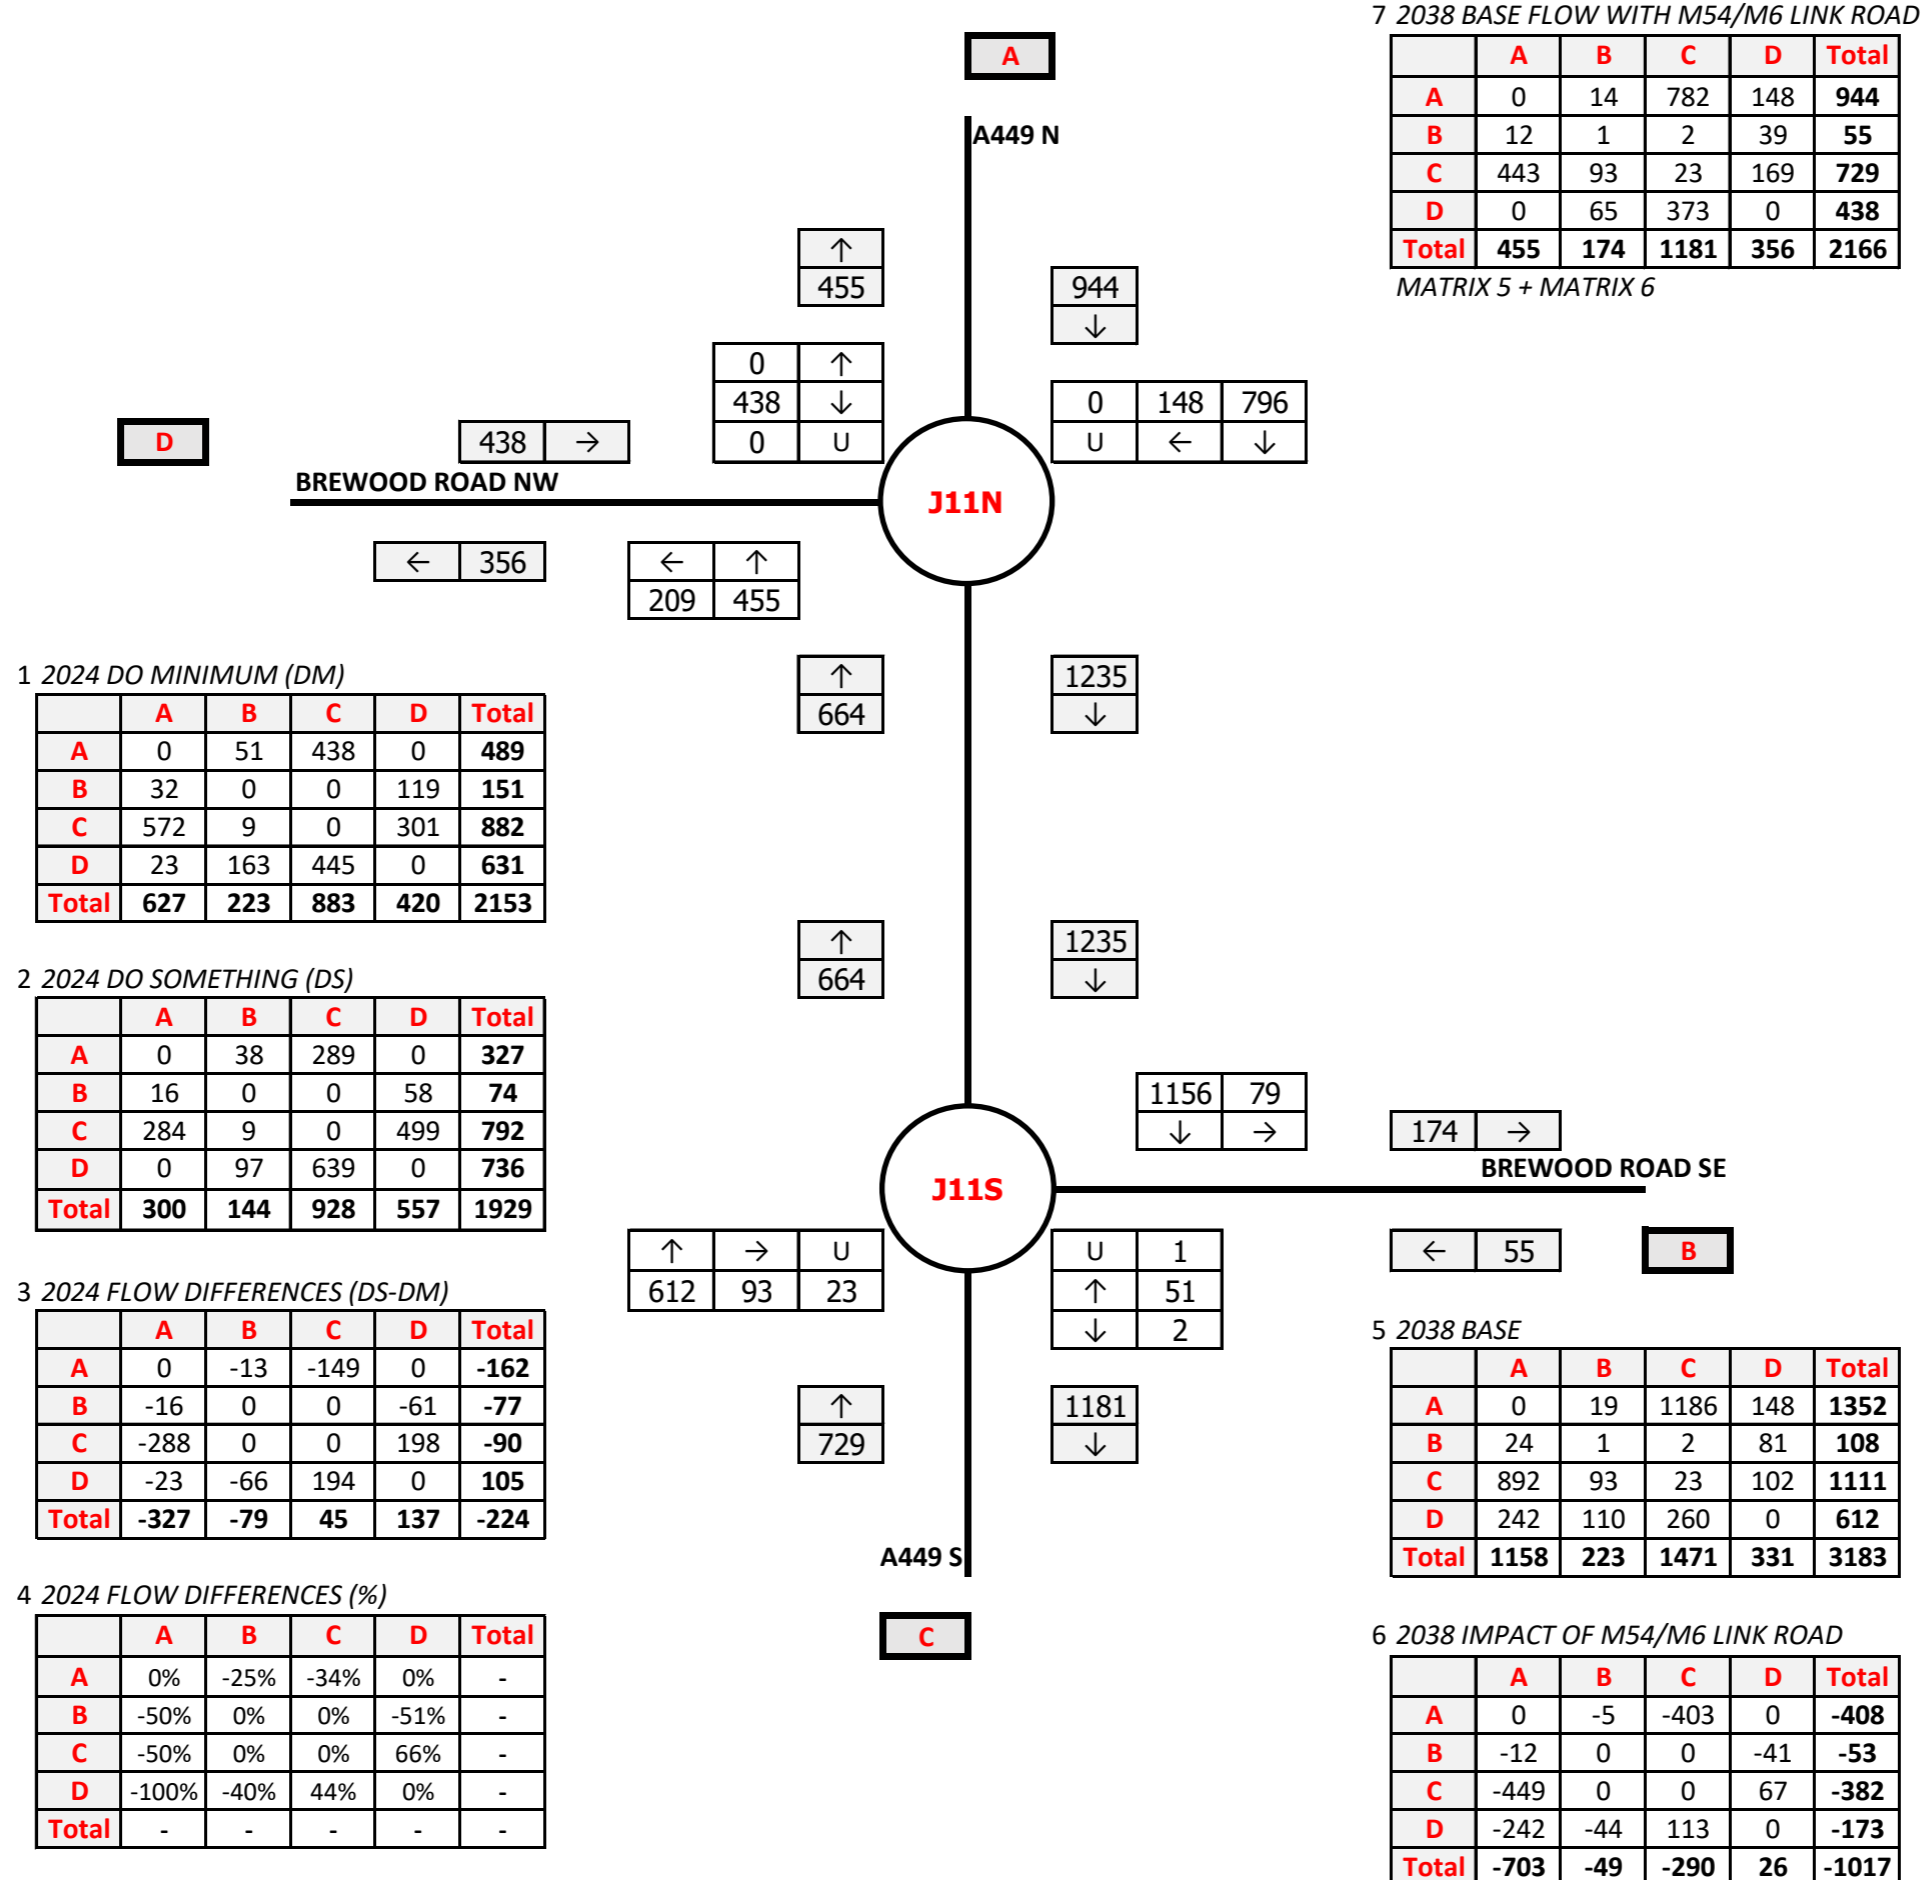 7 2038 BASE FLOW WITH M54/M6 LINK ROAD
A B C D Total
A 0 14 782 148 944
B 12 1 2 39 55
C 443 93 23 169 729
D 0 65 373 0 438
Total 455 174 1181 356 2166
MATRIX 5 + MATRIX 6
A
A449 N
↑
455
944
↓
0 ↑
438 ↓
0 U
0 148 796
U ← ↓
D
438 →
BREWOOD ROAD NW
J11N
← 356
← ↑
209 455
↑
664
1235
↓
1 2024 DO MINIMUM (DM)
A B C D Total
A 0 51 438 0 489
B 32 0 0 119 151
C 572 9 0 301 882
D 23 163 445 0 631
Total 627 223 883 420 2153
↑
664
1235
↓
2 2024 DO SOMETHING (DS)
A B C D Total
A 0 38 289 0 327
B 16 0 0 58 74
C 284 9 0 499 792
D 0 97 639 0 736
Total 300 144 928 557 1929
1156 79
↓ →
174 →
BREWOOD ROAD SE
J11S
↑ → U
612 93 23
U 1
↑ 51
↓ 2
← 55
B
3 2024 FLOW DIFFERENCES (DS-DM)
A B C D Total
A 0 -13 -149 0 -162
B -16 0 0 -61 -77
C -288 0 0 198 -90
D -23 -66 194 0 105
Total -327 -79 45 137 -224
↑
729
1181
↓
A449 S
C
5 2038 BASE
A B C D Total
A 0 19 1186 148 1352
B 24 1 2 81 108
C 892 93 23 102 1111
D 242 110 260 0 612
Total 1158 223 1471 331 3183
4 2024 FLOW DIFFERENCES (%)
A B C D Total
A 0% -25% -34% 0% -
B -50% 0% 0% -51% -
C -50% 0% 0% 66% -
D -100% -40% 44% 0% -
Total - - - - -
6 2038 IMPACT OF M54/M6 LINK ROAD
A B C D Total
A 0 -5 -403 0 -408
B -12 0 0 -41 -53
C -449 0 0 67 -382
D -242 -44 113 0 -173
Total -703 -49 -290 26 -1017